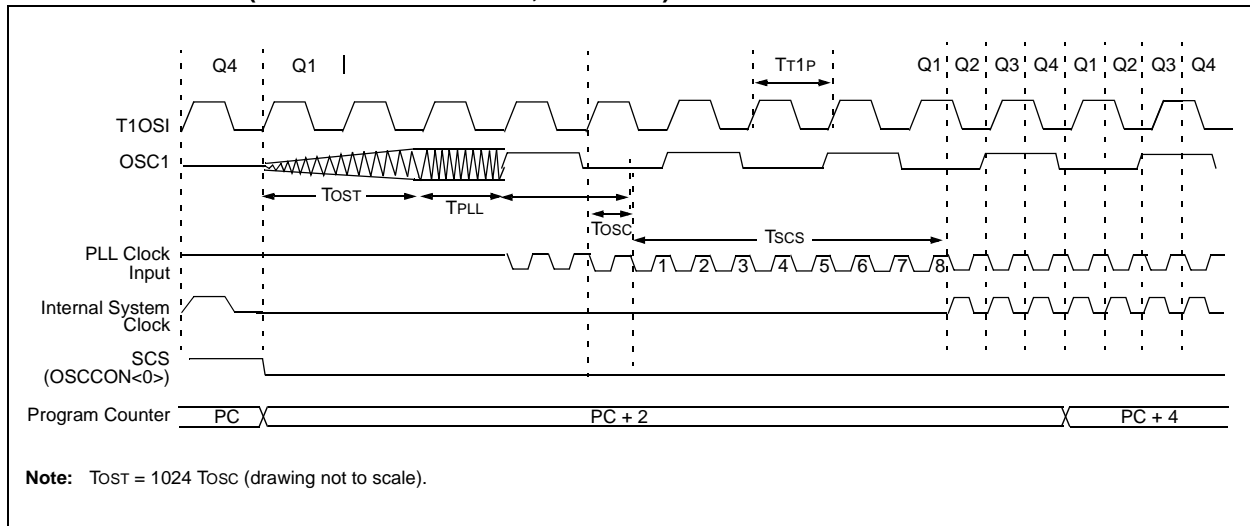 Q4 Q1 TT1P Q1 Q2 Q3 Q4 Q1 Q2 Q3 Q4
T1OSI
OSC1
TOST TPLL
TOSC TSCS
PLL Clock
Input
1 2 3 4 5 6 7 8
Internal System
Clock
SCS
(OSCCON<0>)
Program Counter PC PC + 2 PC + 4
Note: TOST = 1024 TOSC (drawing not to scale).